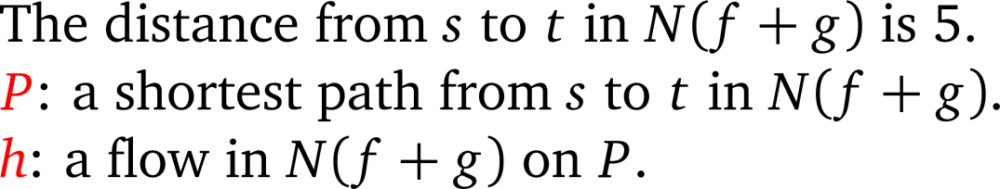 The distance from s to t in N(f + g) is 5.
P: a shortest path from s to t in N(f + g).
h: a flow in N(f + g) on P.